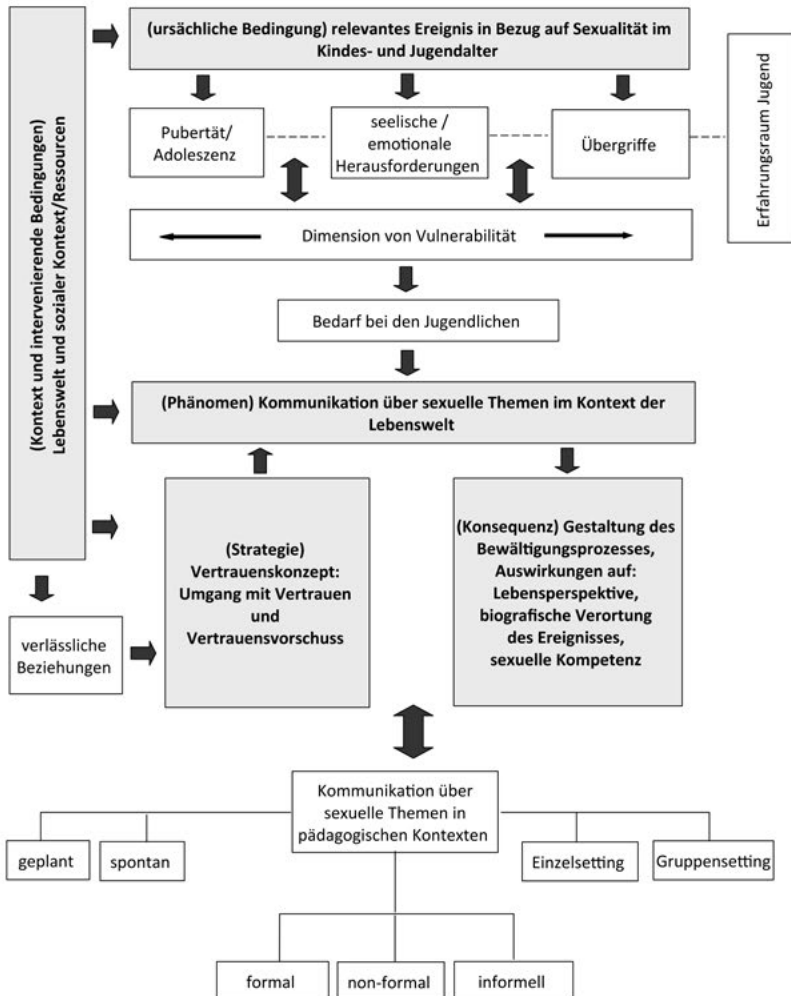 (ursächliche Bedingung) relevantes Ereignis in Bezug auf Sexualität im
Kindes- und Jugendalter
(Kontext und intervenierende Bedingungen)
Lebenswelt und sozialer Kontext/Ressourcen
Erfahrungsraum Jugend
Pubertät/
Adoleszenz
seelische /
emotionale
Herausforderungen
Übergriffe
Dimension von Vulnerabilität
Bedarf bei den Jugendlichen
(Phänomen) Kommunikation über sexuelle Themen im Kontext der
Lebenswelt
(Strategie)
Vertrauenskonzept:
Umgang mit Vertrauen
und
Vertrauensvorschuss
(Konsequenz) Gestaltung des
Bewältigungsprozesses,
Auswirkungen auf:
Lebensperspektive,
biografische Verortung
des Ereignisses,
sexuelle Kompetenz
verlässliche
Beziehungen
Kommunikation über
sexuelle Themen in
pädagogischen Kontexten
geplant
spontan
Einzelsetting
Gruppensetting
formal
non-formal
informell